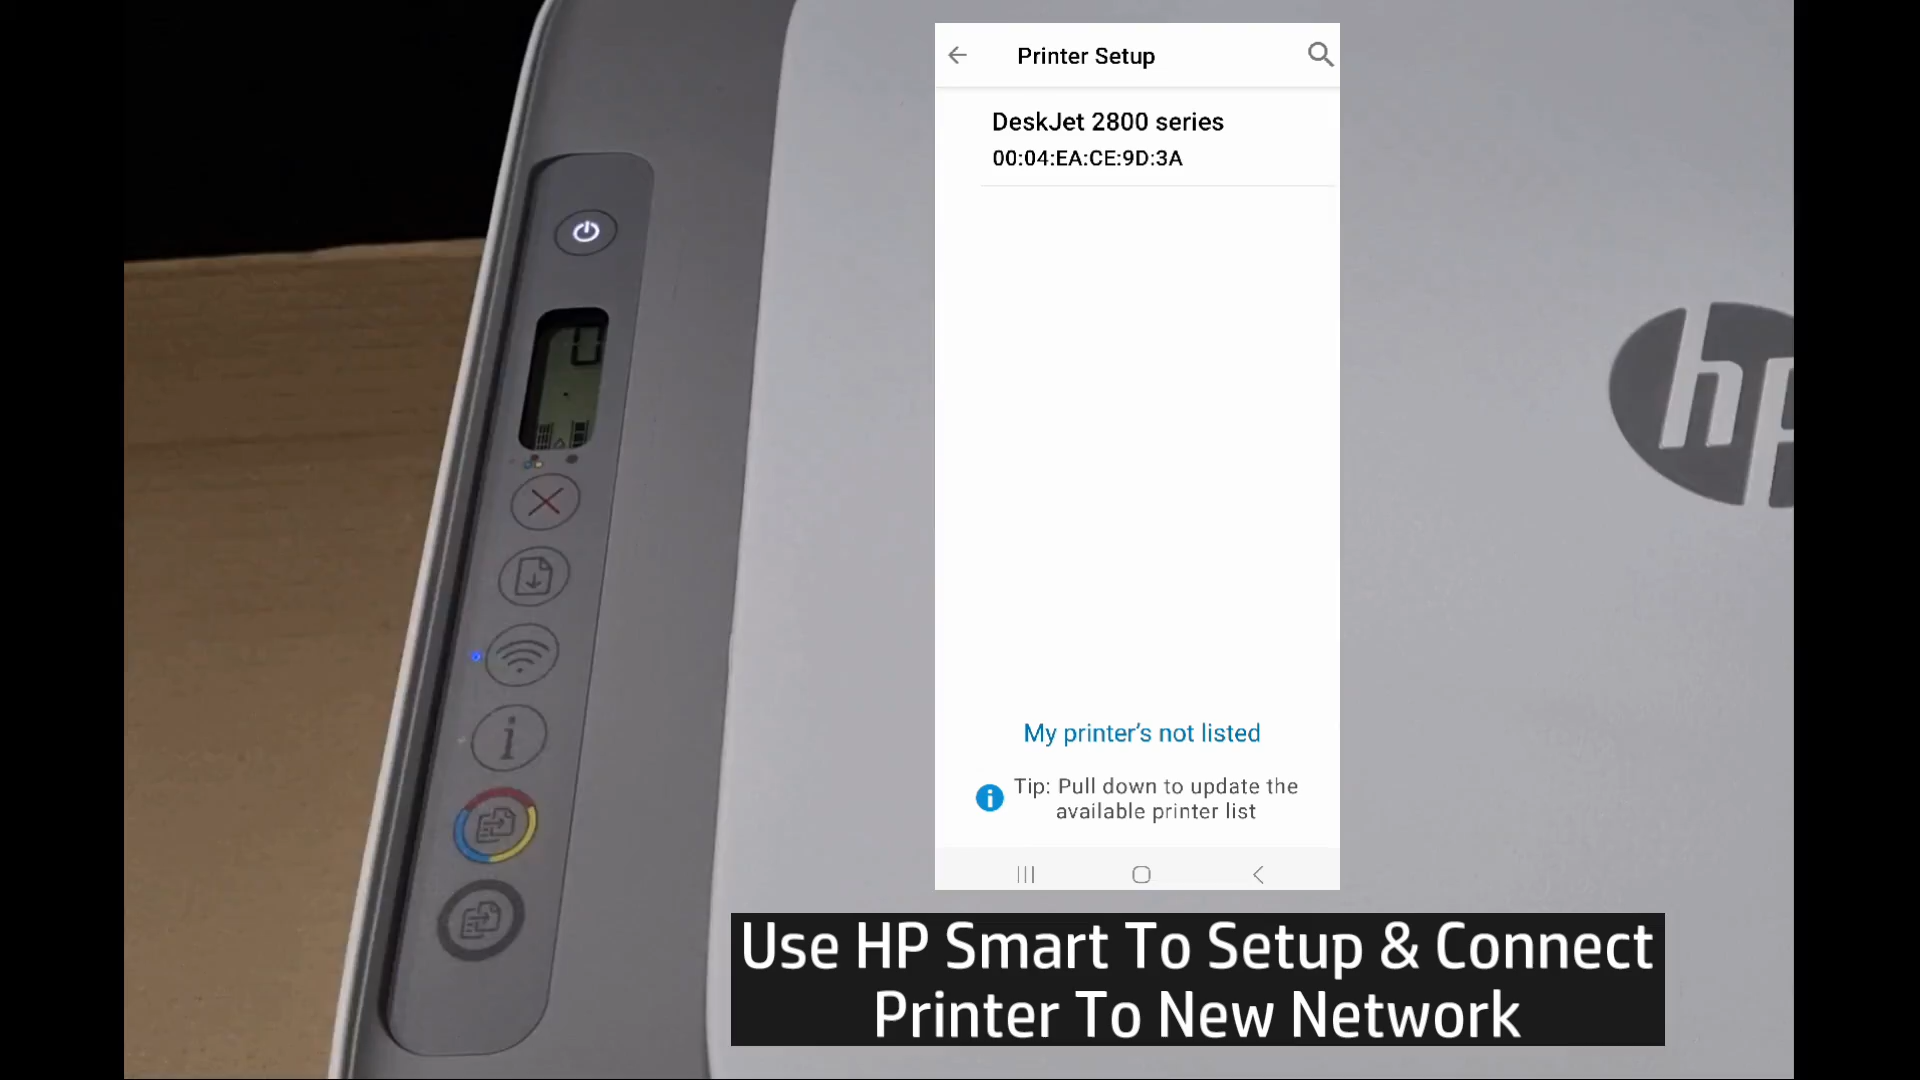 Printer Setup
DeskJet 2800 series
00:04:EA:CE:9D:3A
hp
My printer’s not listed
Tip: Pull down to update the
available printer list
Use HP Smart To Setup & Connect
Printer To New Network